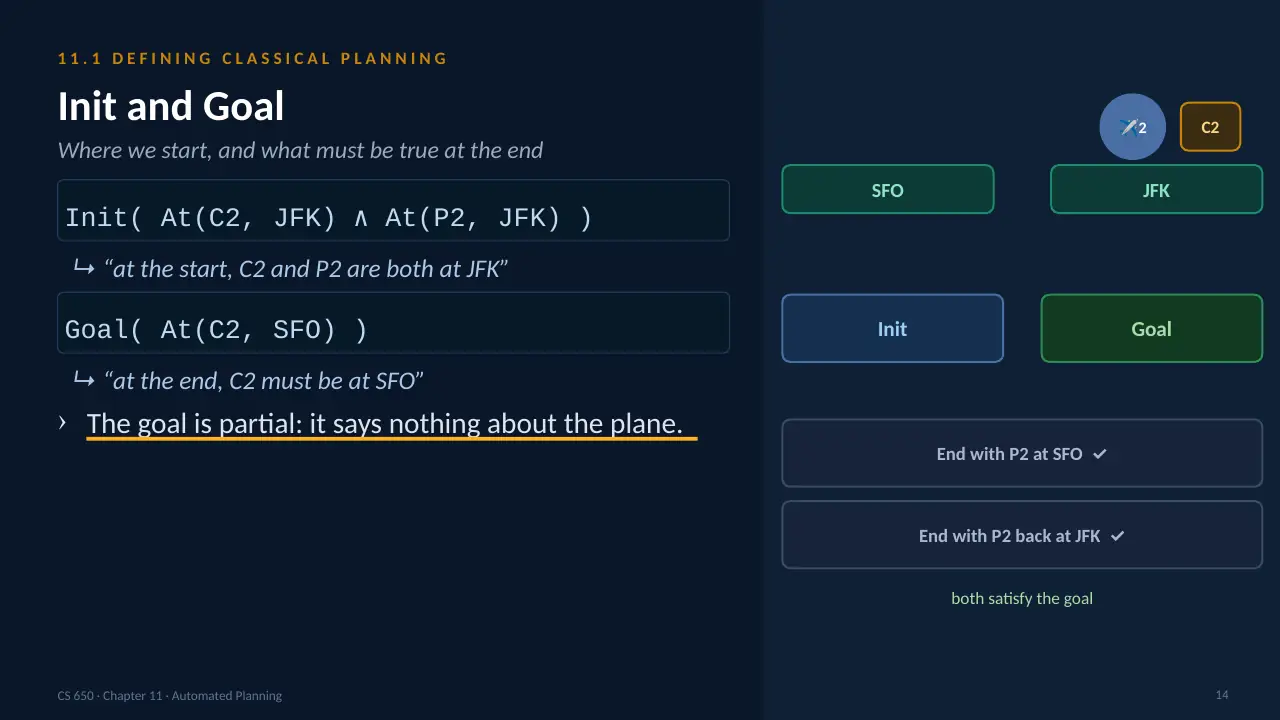 11.1 DEFINING CLASSICAL PLANNING
Init and Goal
Where we start, and what must be true at the end
Init( At(C2, JFK) ∧ At(P2, JFK) )
↪ “at the start, C2 and P2 are both at JFK”
Goal( At(C2, SFO) )
↪ “at the end, C2 must be at SFO”
› The goal is partial: it says nothing about the plane.
✈️2
C2
SFO
JFK
Init
Goal
End with P2 at SFO ✓
End with P2 back at JFK ✓
both satisfy the goal
CS 650 · Chapter 11 · Automated Planning
14